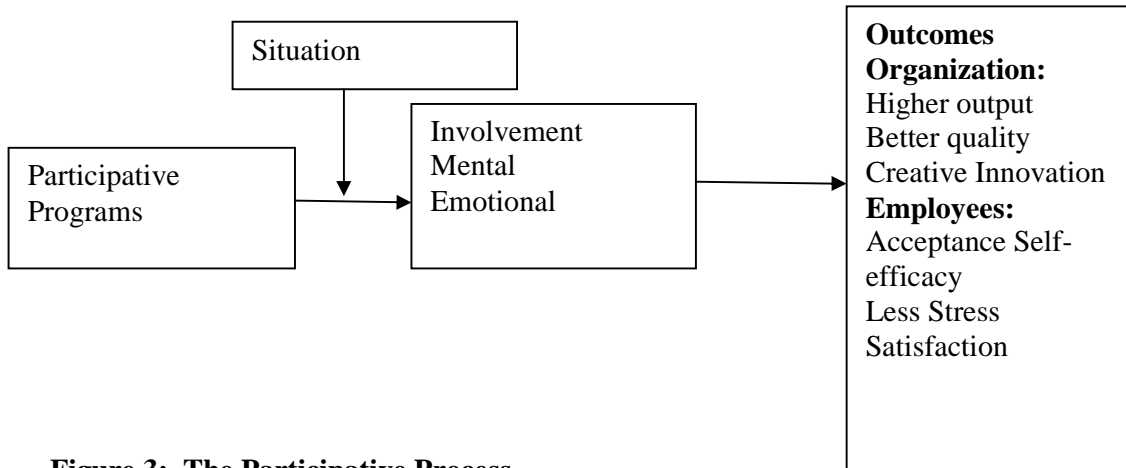 Situation
Participative
Programs
Involvement
Mental
Emotional
Outcomes
Organization:
Higher output
Better quality
Creative Innovation
Employees:
Acceptance Self-
efficacy
Less Stress
Satisfaction
Figure 3: The Participative Process